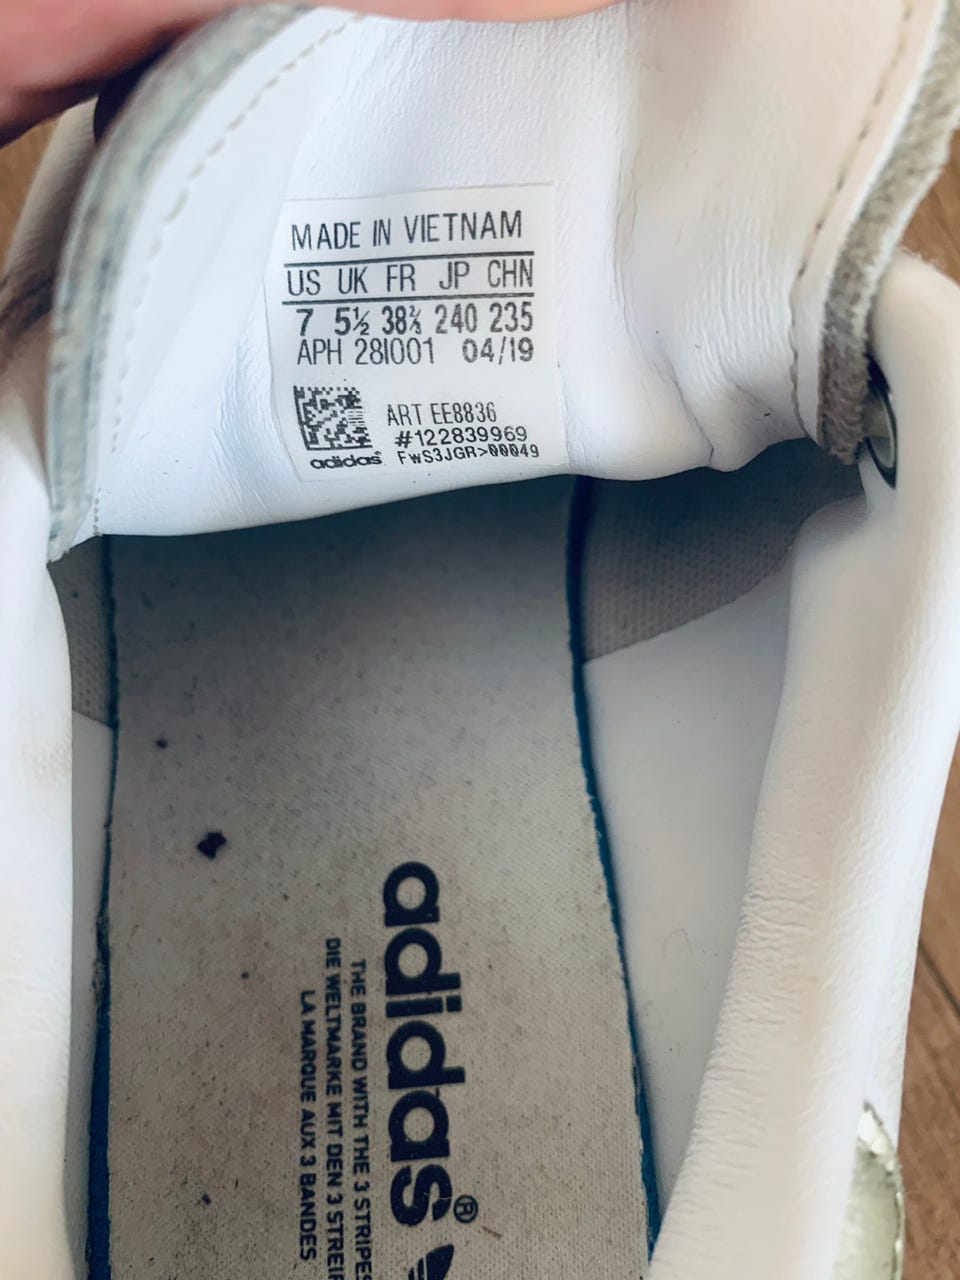 MADE IN VIETNAM
US UK FR JP CHN
7 5½ 38⅔ 240 235
APH 28I001 04/19
ART EE8836
#122839969
adidas FWS3JGR>00049
adidas®
THE BRAND WITH THE 3 STRIPES
DIE WELTMARKE MIT DEN 3
LA MARQUE AUX 3 BANDES